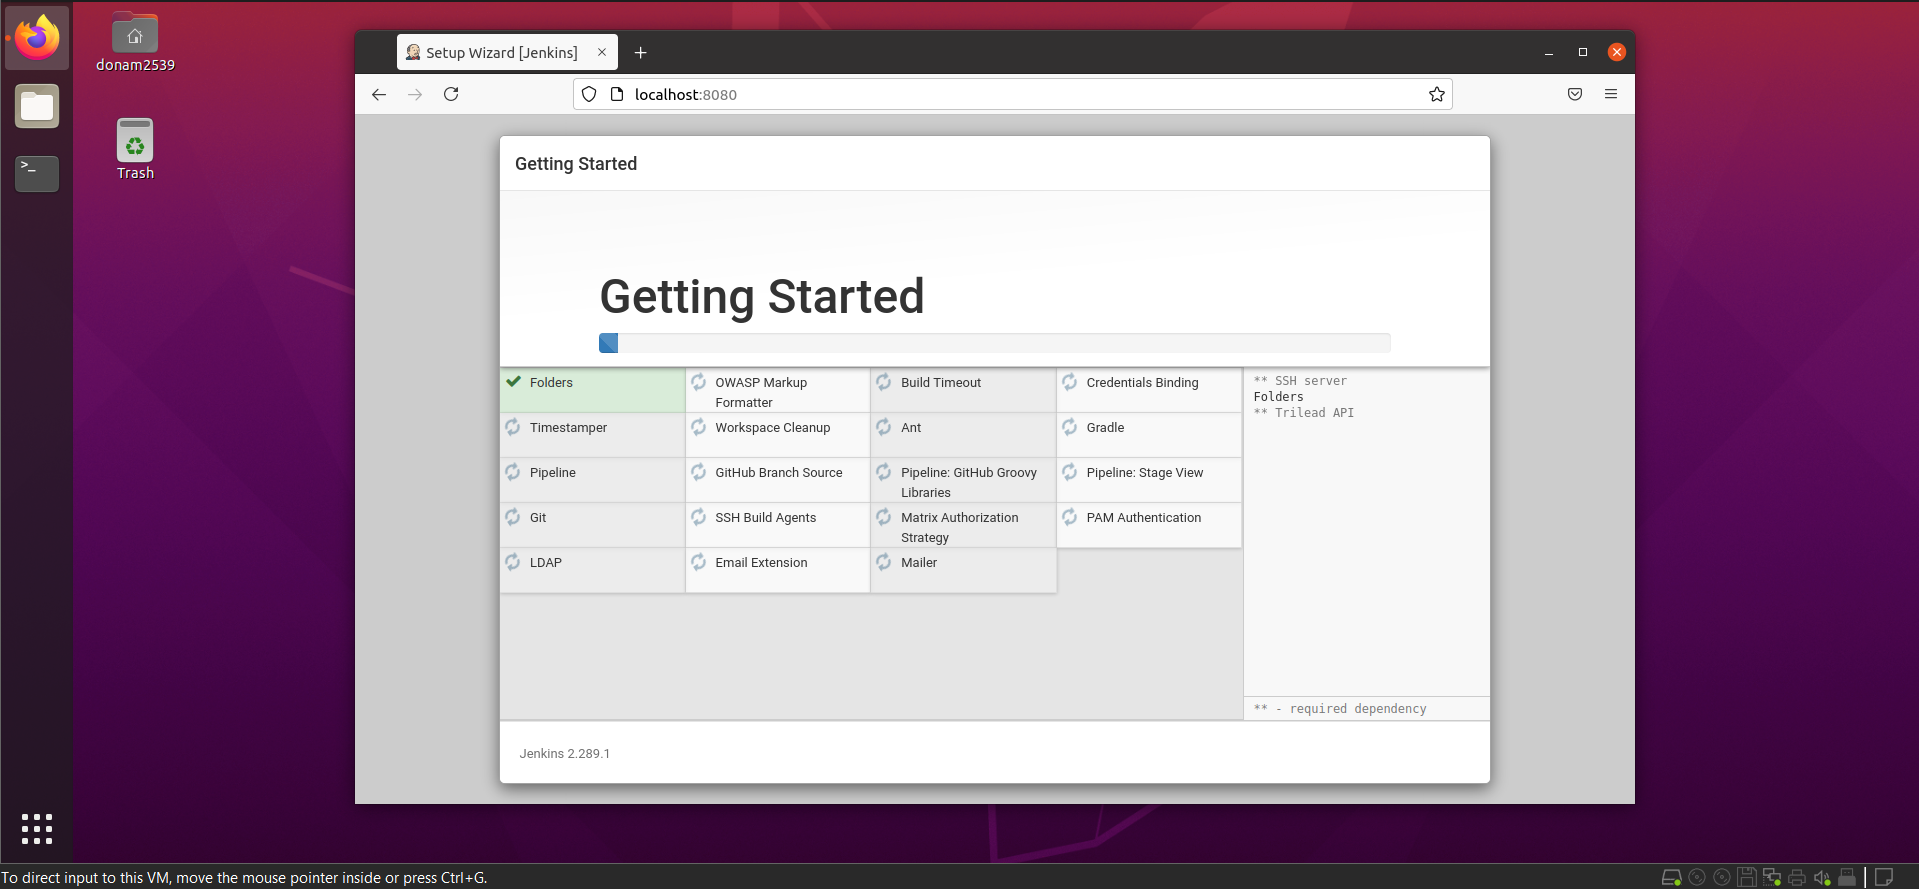 donam2539
Trash
Setup Wizard [Jenkins]
localhost:8080
Getting Started
Getting Started
Folders
OWASP Markup
Formatter
Build Timeout
Credentials Binding
Timestamper
Workspace Cleanup
Ant
Gradle
Pipeline
GitHub Branch Source
Pipeline: GitHub Groovy
Libraries
Pipeline: Stage View
Git
SSH Build Agents
Matrix Authorization
Strategy
PAM Authentication
LDAP
Email Extension
Mailer
** SSH server
Folders
** Trilead API
** - required dependency
Jenkins 2.289.1
To direct input to this VM, move the mouse pointer inside or press Ctrl+G.